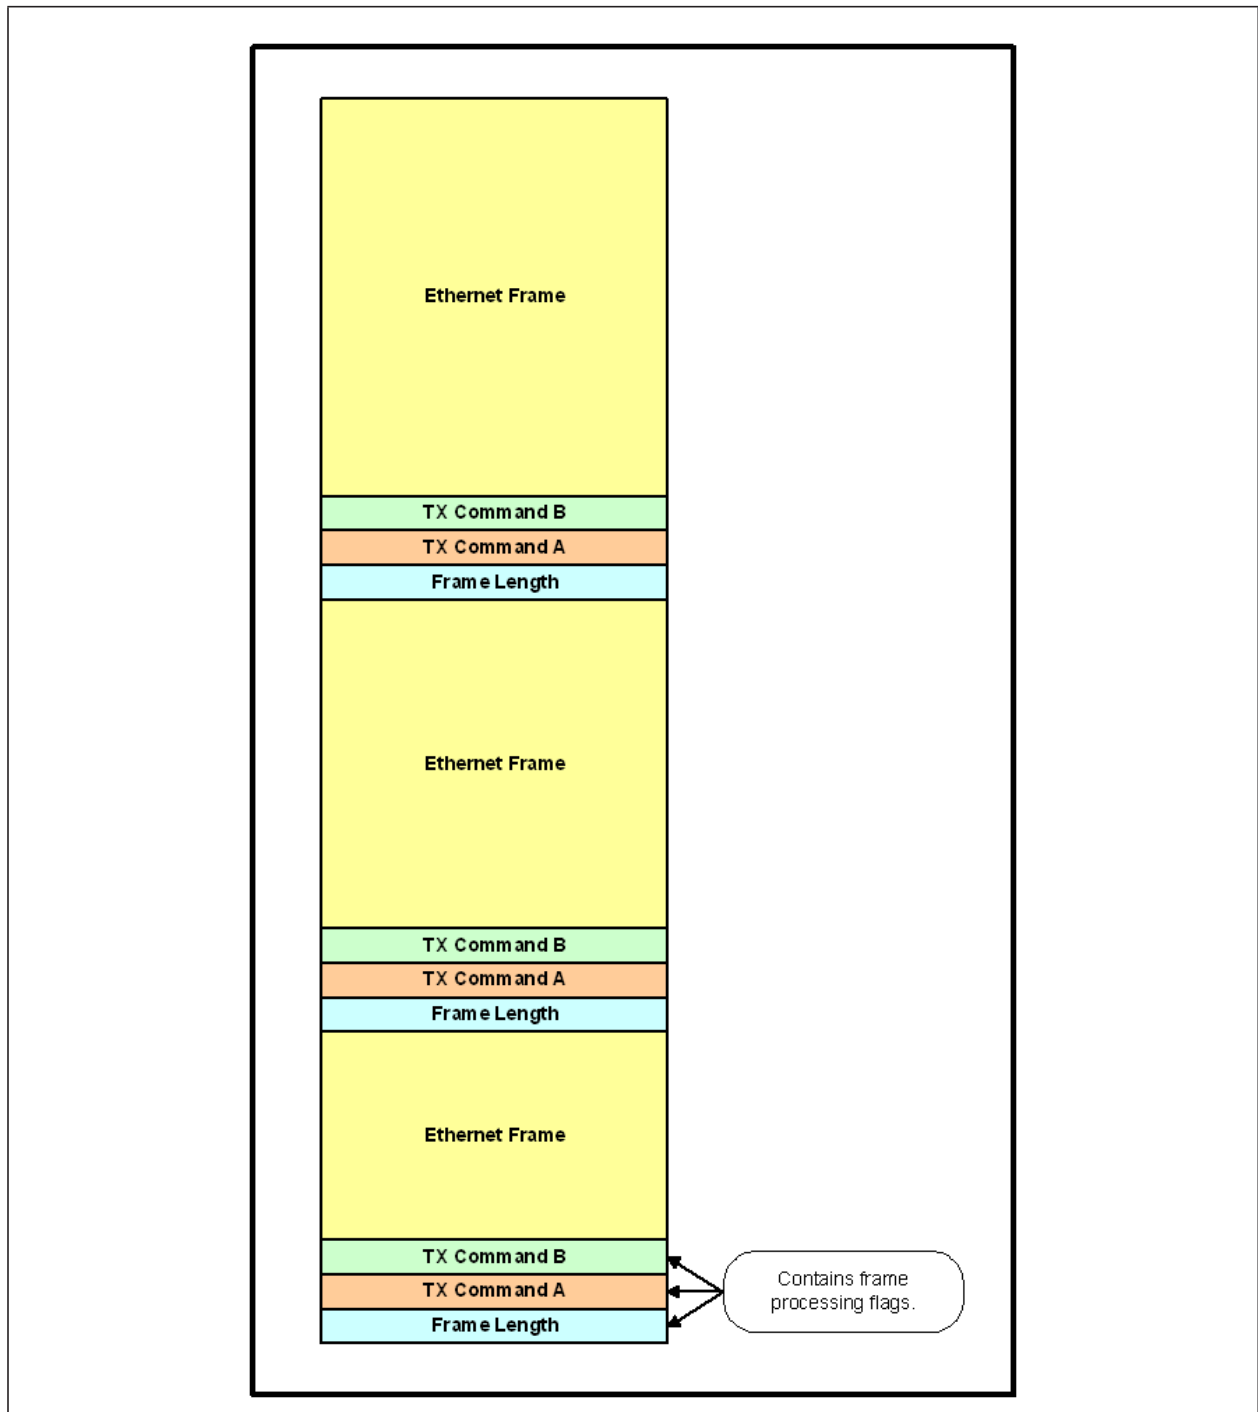 Ethernet Frame
TX Command B
TX Command A
Frame Length
Ethernet Frame
TX Command B
TX Command A
Frame Length
Ethernet Frame
TX Command B
TX Command A
Frame Length
Contains frame
processing flags.